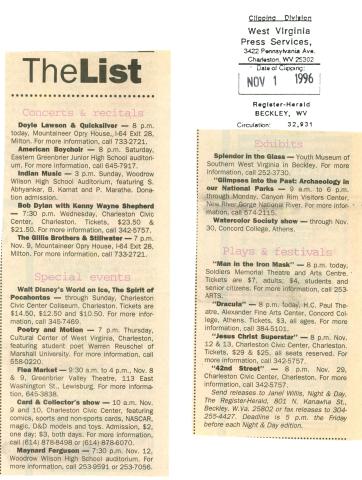 Clipping Division
West Virginia
Press Services,
3422 Pennsylvania Ave.
Charleston, WV 25302
Date of Clipping:
NOV 1 1996
Register-Herald
BECKLEY, WV
Circulation: 32,931
TheList
Concerts & recitals
Doyle Lawson & Quicksilver — 8 p.m.
today, Mountaineer Opry House, I-64 Exit 28,
Milton. For more information, call 733-2721.
American Boychoir — 8 p.m. Saturday,
Eastern Greenbrier Junior High School auditori-
um. For more information, call 645-7917.
Indian Music — 3 p.m. Sunday, Woodrow
Wilson High School Auditorium, featuring S.
Abhyankar, B. Kamat and P. Marathe. Dona-
tion admission.
Bob Dylan with Kenny Wayne Shepherd
— 7:30 p.m. Wednesday, Charleston Civic
Center, Charleston. Tickets, $23.50 &
$21.50. For more information, call 342-5757.
The Gillis Brothers & Stillwater — 7 p.m.
Nov. 9, Mountaineer Opry House, I-64 Exit 28,
Milton. For more information, call 733-2721.
Special events
Walt Disney's World on Ice, The Spirit of
Pocahontas — through Sunday, Charleston
Civic Center Coliseum, Charleston. Tickets are
$14.50, $12.50 and $10.50. For more infor-
mation, call 345-7469.
Poetry and Motion — 7 p.m. Thursday,
Cultural Center of West Virginia, Charleston,
featuring student poet Warren Reuschel of
Marshall University. For more information, call
558-0220.
Flea Market — 9:30 a.m. to 4 p.m., Nov. 8
& 9, Greenbrier Valley Theatre, 113 East
Washington St., Lewisburg. For more informa-
tion, 645-3838.
Card & Collector's show — 10 a.m. Nov.
9 and 10, Charleston Civic Center, featuring
comics, sports and non-sports cards, NASCAR,
magic, D&D models and toys. Admission, $2,
one day; $3, both days. For more information,
call (614) 878-8498 or (614) 878-6070.
Maynard Ferguson — 7:30 p.m. Nov. 12,
Woodrow Wilson High School auditorium. For
more information, call 253-9591 or 253-7056.
Exhibits
Splendor in the Glass — Youth Museum of
Southern West Virginia in Beckley. For more
information, call 252-3730.
"Glimpses into the Past: Archaeology in
our National Parks — 9 a.m. to 6 p.m.
through Monday, Canyon Rim Visitors Center,
New River Gorge National River. For more infor-
mation, call 574-2115.
Watercolor Society show — through Nov.
30, Concord College, Athens.
Plays & festivals
"Man in the Iron Mask" — 8 p.m. today,
Soldiers Memorial Theatre and Arts Centre.
Tickets are $7, adults; $4, students and
senior citizens. For more information, call 253-
ARTS.
"Dracula" — 8 p.m. today, H.C. Paul The-
atre, Alexander Fine Arts Center, Concord Col-
lege, Athens. Tickets, $3, all ages. For more
information, call 384-5101.
"Jesus Christ Superstar" — 8 p.m. Nov.
12 & 13, Charleston Civic Center, Charleston.
Tickets, $29 & $25, all seats reserved. For
more information, call 342-5757.
"42nd Street" — 8 p.m. Nov. 29,
Charleston Civic Center, Charleston. For more
information, call 342-5757.
Send releases to Janel Willis, Night & Day,
The Register-Herald, 801 N. Kanawha St.,
Beckley, W.Va. 25802 or fax releases to 304-
255-4427. Deadline is 5 p.m. the Friday
before each Night & Day edition.